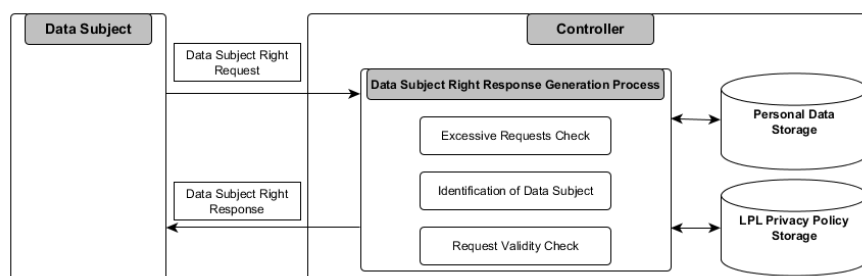 Data Subject
Controller
Data Subject Right
Request
Data Subject Right Response Generation Process
Excessive Requests Check
Personal Data
Storage
Identification of Data Subject
Data Subject Right
Response
LPL Privacy Policy
Storage
Request Validity Check